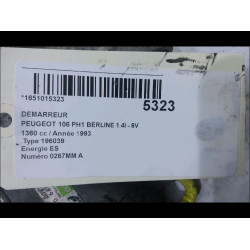 *1651015323
5323
DEMARREUR
PEUGEOT 106 PH1 BERLINE 1.4I - 8V
1360 cc / Année 1993
Type 196039
Energie ES
Numéro 0267MM A